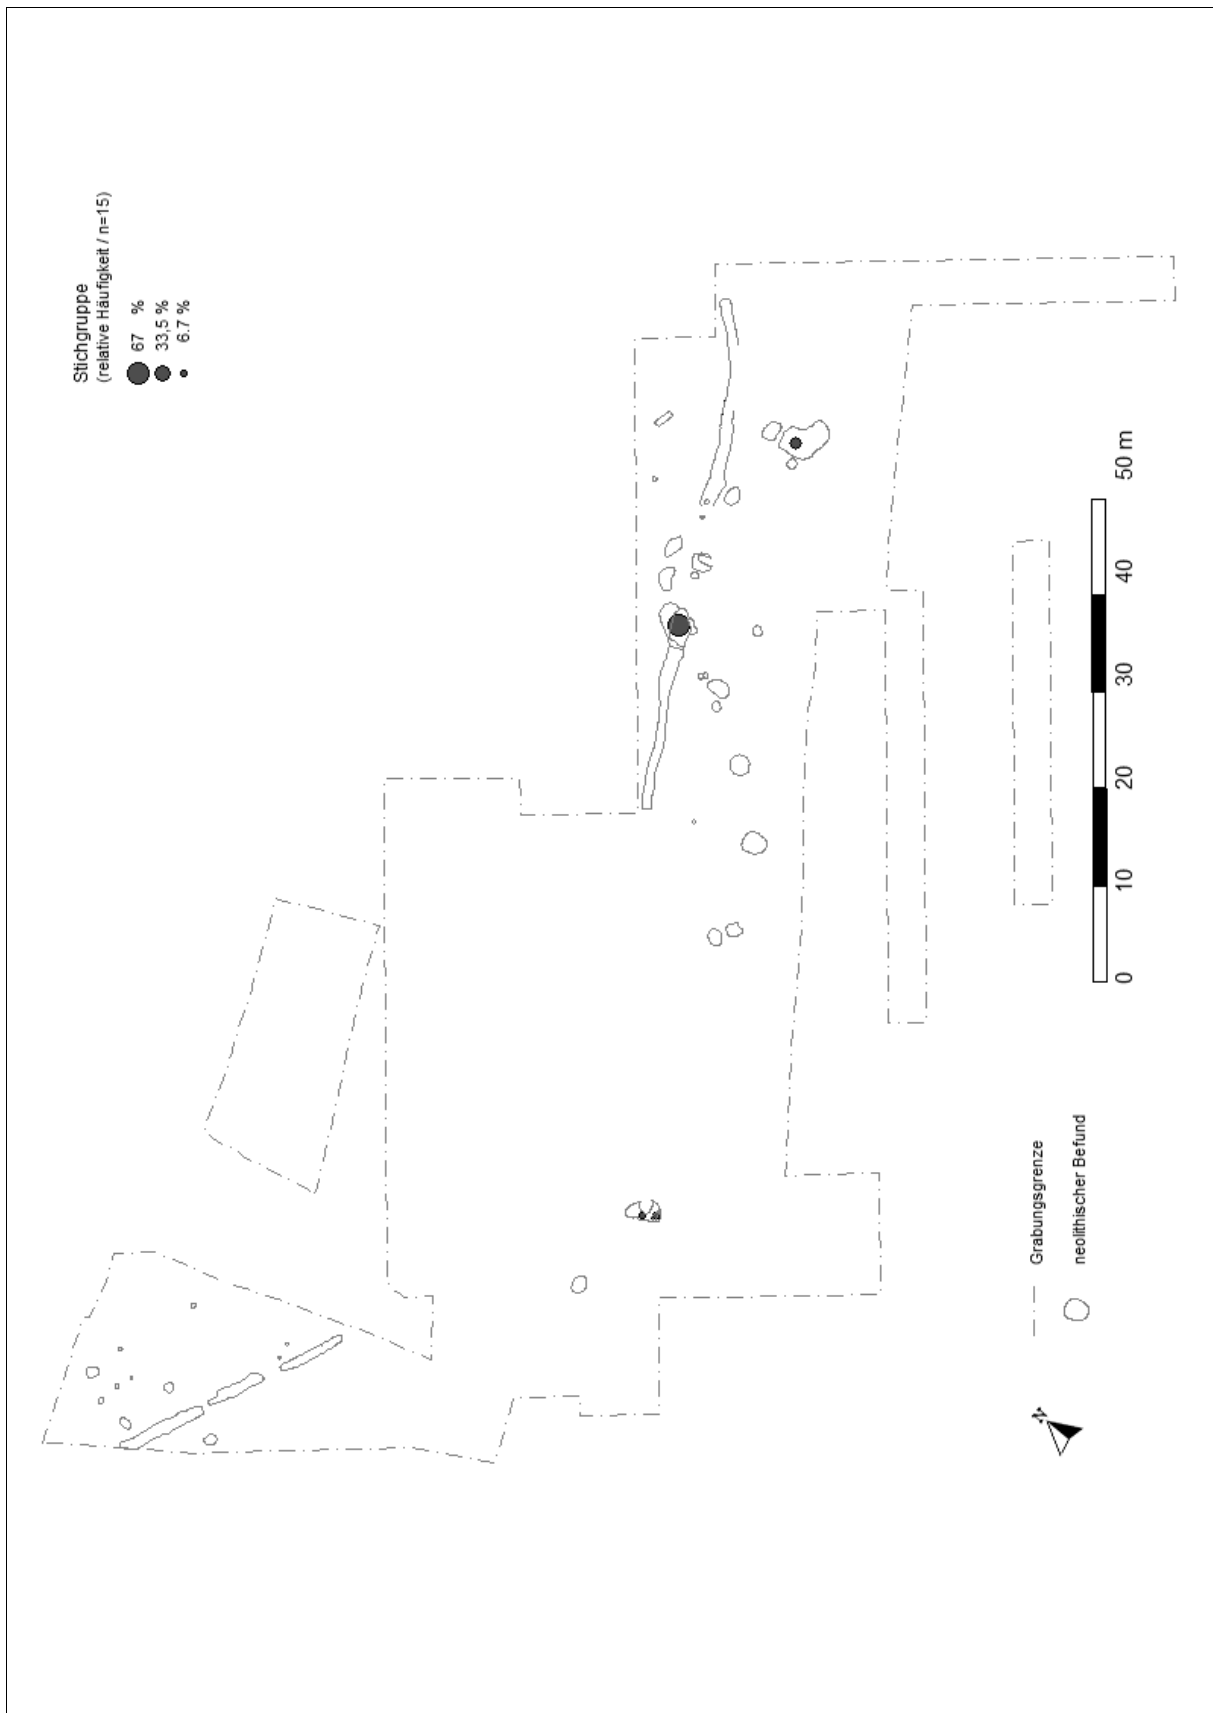 Stichgruppe
(relative Häufigkeit / n=15)
67 %
33,5 %
6.7 %
0 10 20 30 40 50 m
Grabungsgrenze
neolithischer Befund
N